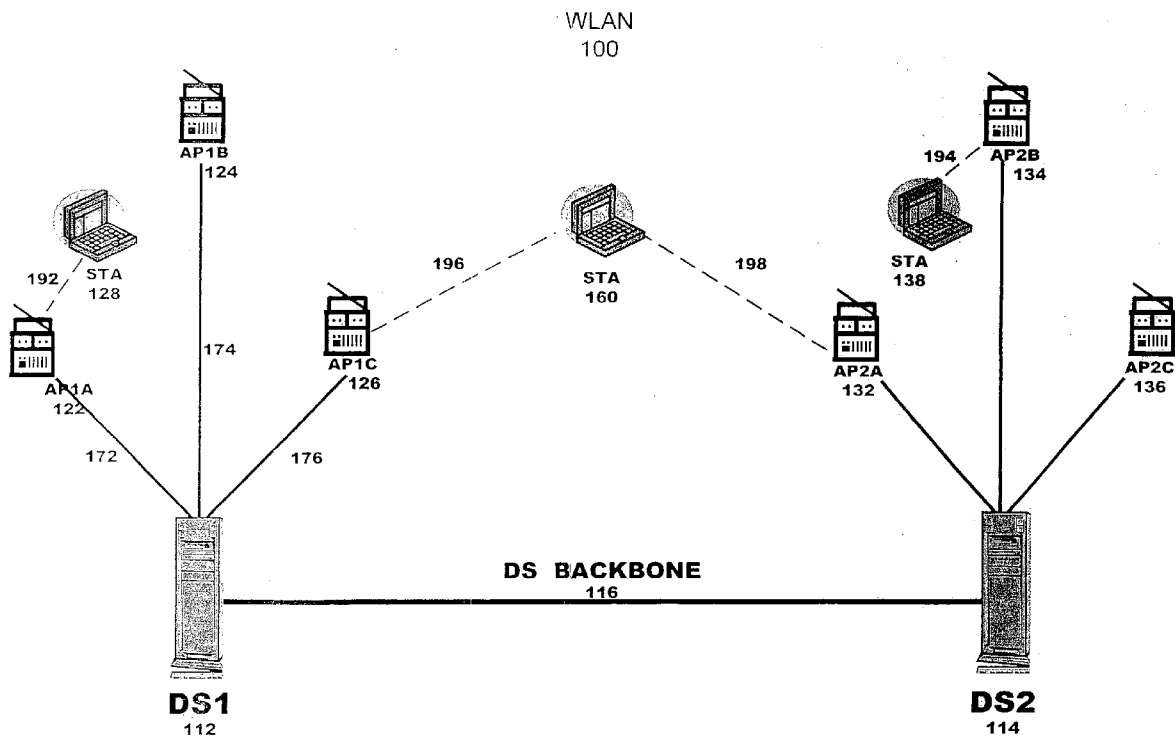 WLAN
100
AP1B
124
AP2B
134
194
STA
128
192
STA
160
196
198
STA
138
AP1A
122
174
AP1C
126
AP2A
132
AP2C
136
172
176
DS BACKBONE
116
DS1
112
DS2
114